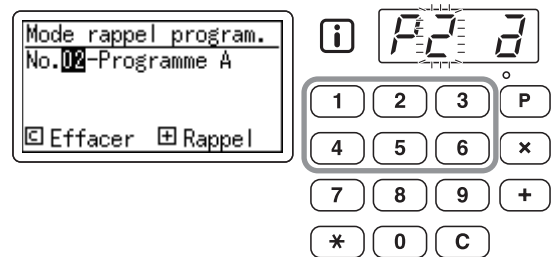 Mode rappel program.
No.02-Programme A
C Effacer + Rappel
i
P2 a
1 2 3 P
4 5 6 ×
7 8 9 +
* 0 C